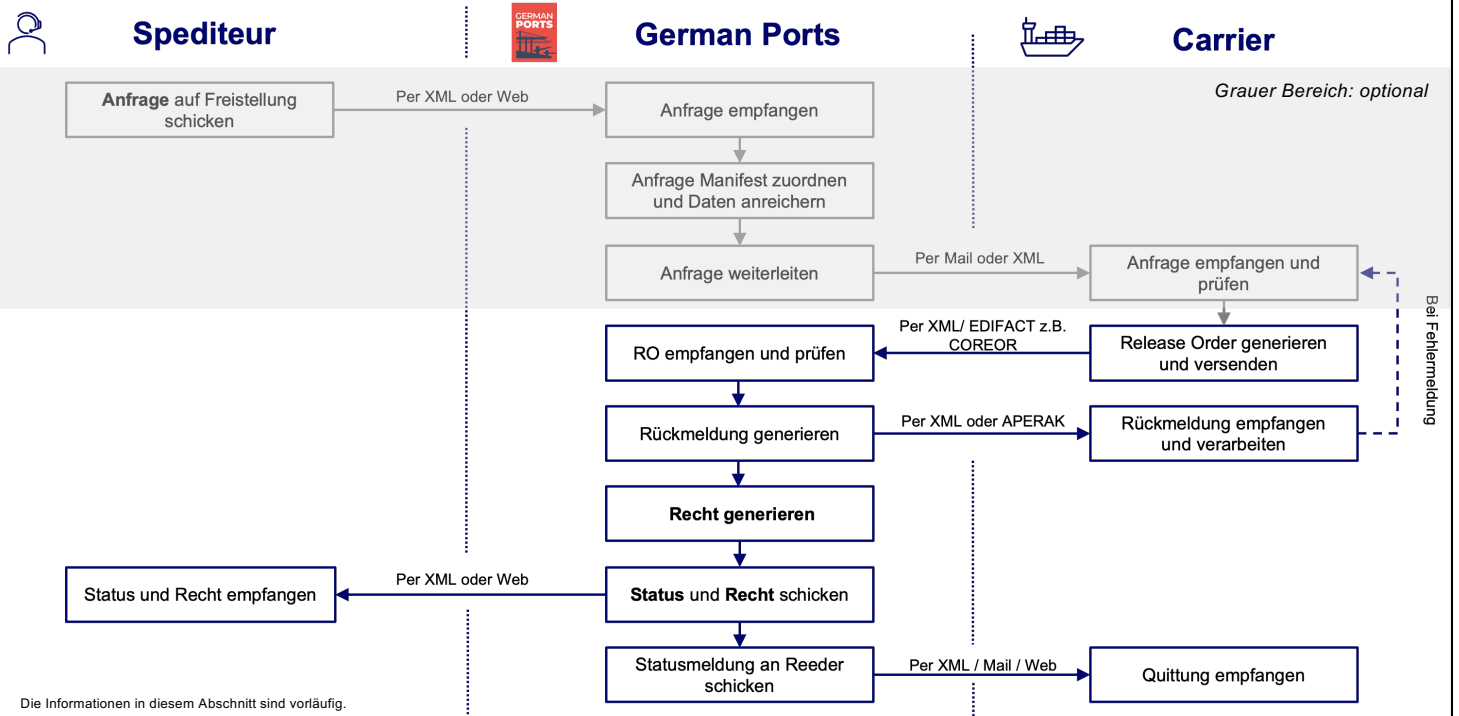 Spediteur
GERMAN
PORTS
German Ports
Carrier
Grauer Bereich: optional
Anfrage auf Freistellung
schicken
Per XML oder Web
Anfrage empfangen
Anfrage Manifest zuordnen
und Daten anreichern
Anfrage weiterleiten
Per Mail oder XML
Anfrage empfangen und
prüfen
Bei Fehlermeldung
Release Order generieren
und versenden
Per XML/ EDIFACT z.B.
COREOR
RO empfangen und prüfen
Rückmeldung generieren
Per XML oder APERAK
Rückmeldung empfangen
und verarbeiten
Recht generieren
Status und Recht schicken
Per XML oder Web
Status und Recht empfangen
Statusmeldung an Reeder
schicken
Per XML / Mail / Web
Quittung empfangen
Die Informationen in diesem Abschnitt sind vorläufig.